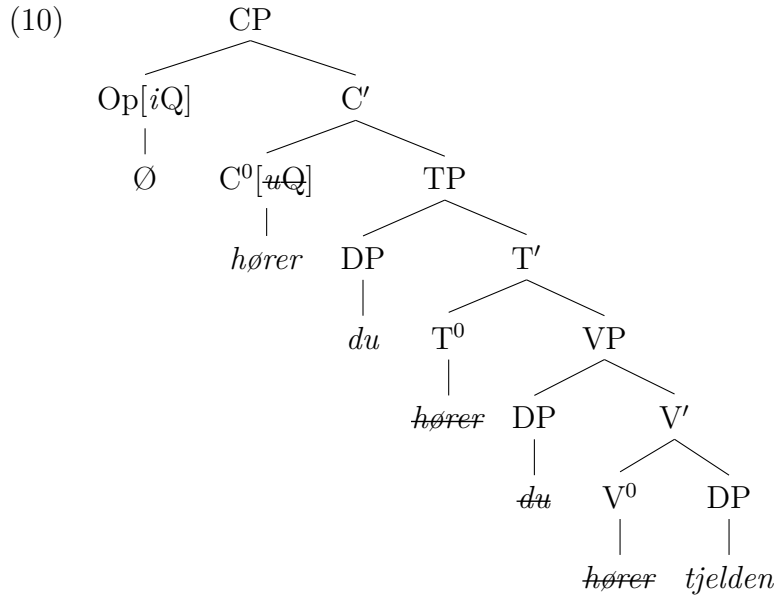 (10) CP
Op[iQ] C′
Ø C⁰[uQ] TP
hører DP T′
du T⁰ VP
hører DP V′
du V⁰ DP
hører tjelden